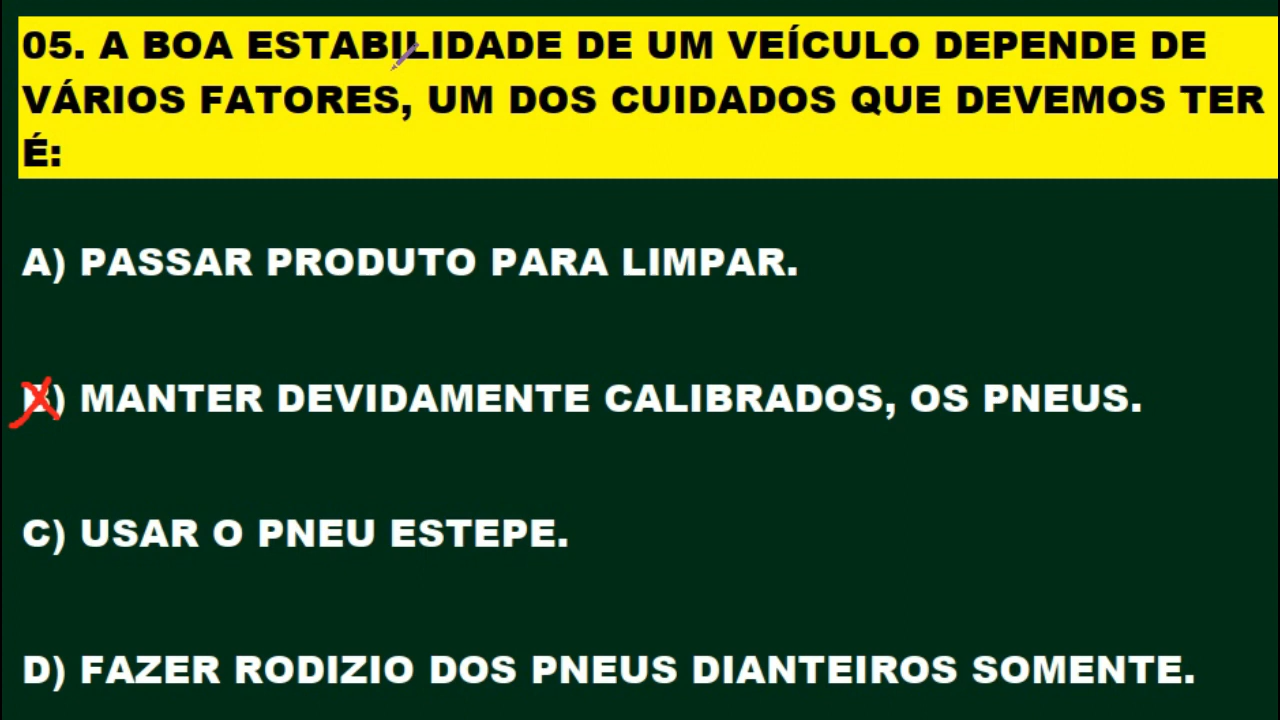 05. A BOA ESTABILIDADE DE UM VEÍCULO DEPENDE DE
VÁRIOS FATORES, UM DOS CUIDADOS QUE DEVEMOS TER
É:
A) PASSAR PRODUTO PARA LIMPAR.
B) MANTER DEVIDAMENTE CALIBRADOS, OS PNEUS.
C) USAR O PNEU ESTEPE.
D) FAZER RODIZIO DOS PNEUS DIANTEIROS SOMENTE.